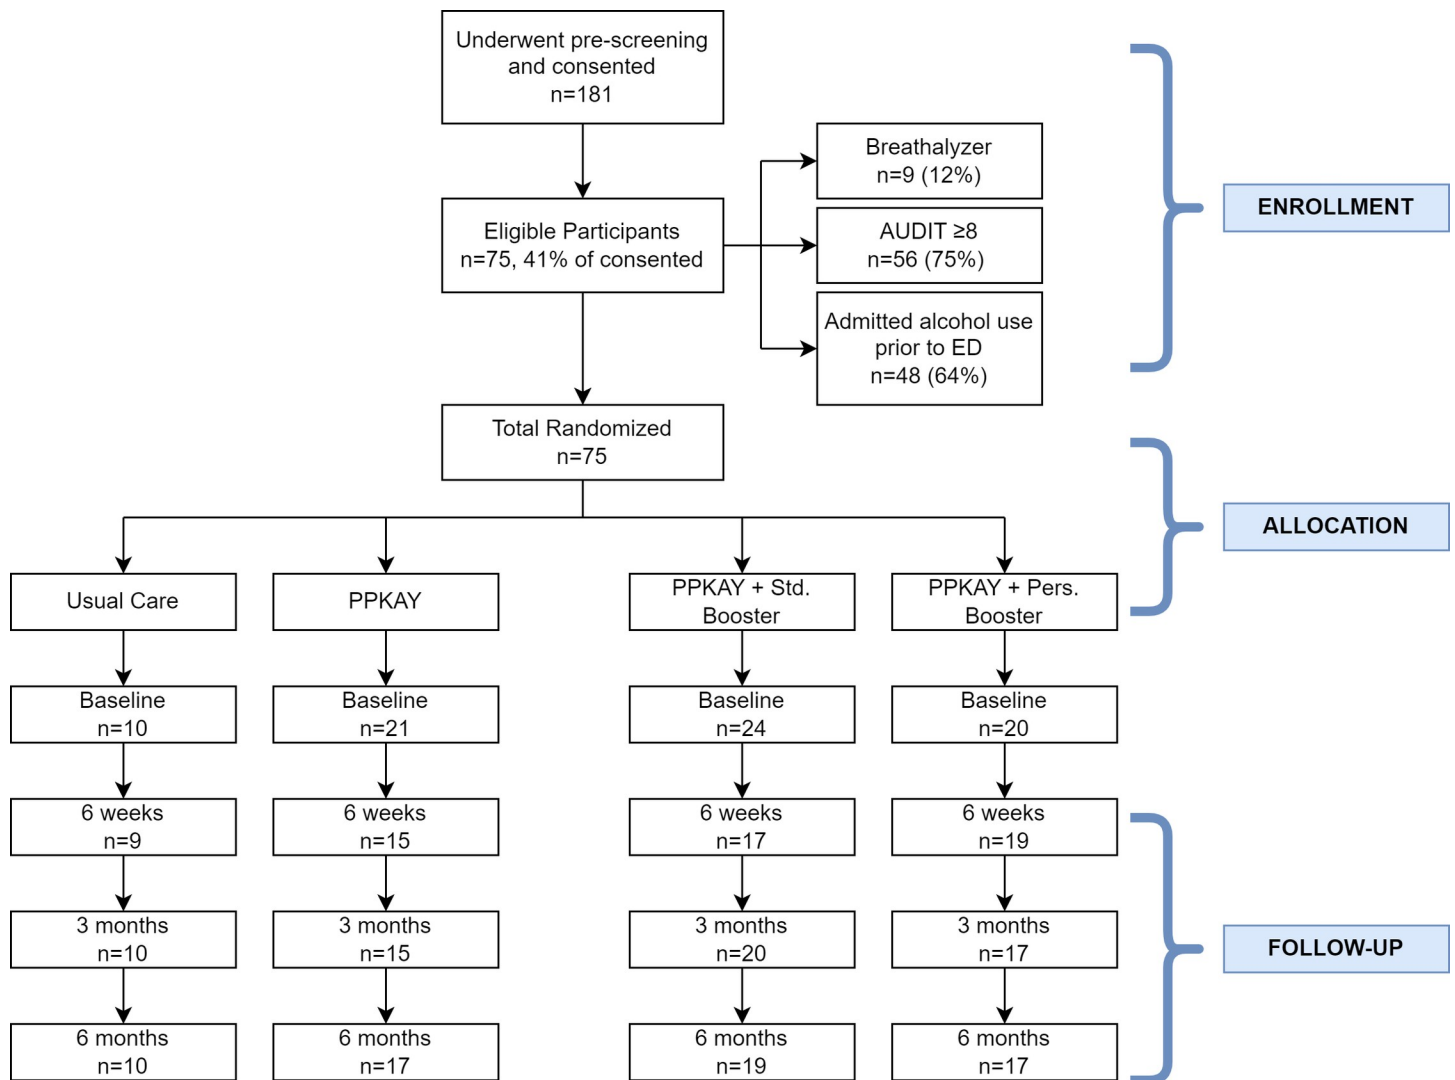 Underwent pre-screening
and consented
n=181
Breathalyzer
n=9 (12%)
Eligible Participants
n=75, 41% of consented
AUDIT ≥8
n=56 (75%)
Admitted alcohol use
prior to ED
n=48 (64%)
ENROLLMENT
Total Randomized
n=75
ALLOCATION
Usual Care
PPKAY
PPKAY + Std.
Booster
PPKAY + Pers.
Booster
Baseline
n=10
Baseline
n=21
Baseline
n=24
Baseline
n=20
6 weeks
n=9
6 weeks
n=15
6 weeks
n=17
6 weeks
n=19
3 months
n=10
3 months
n=15
3 months
n=20
3 months
n=17
FOLLOW-UP
6 months
n=10
6 months
n=17
6 months
n=19
6 months
n=17